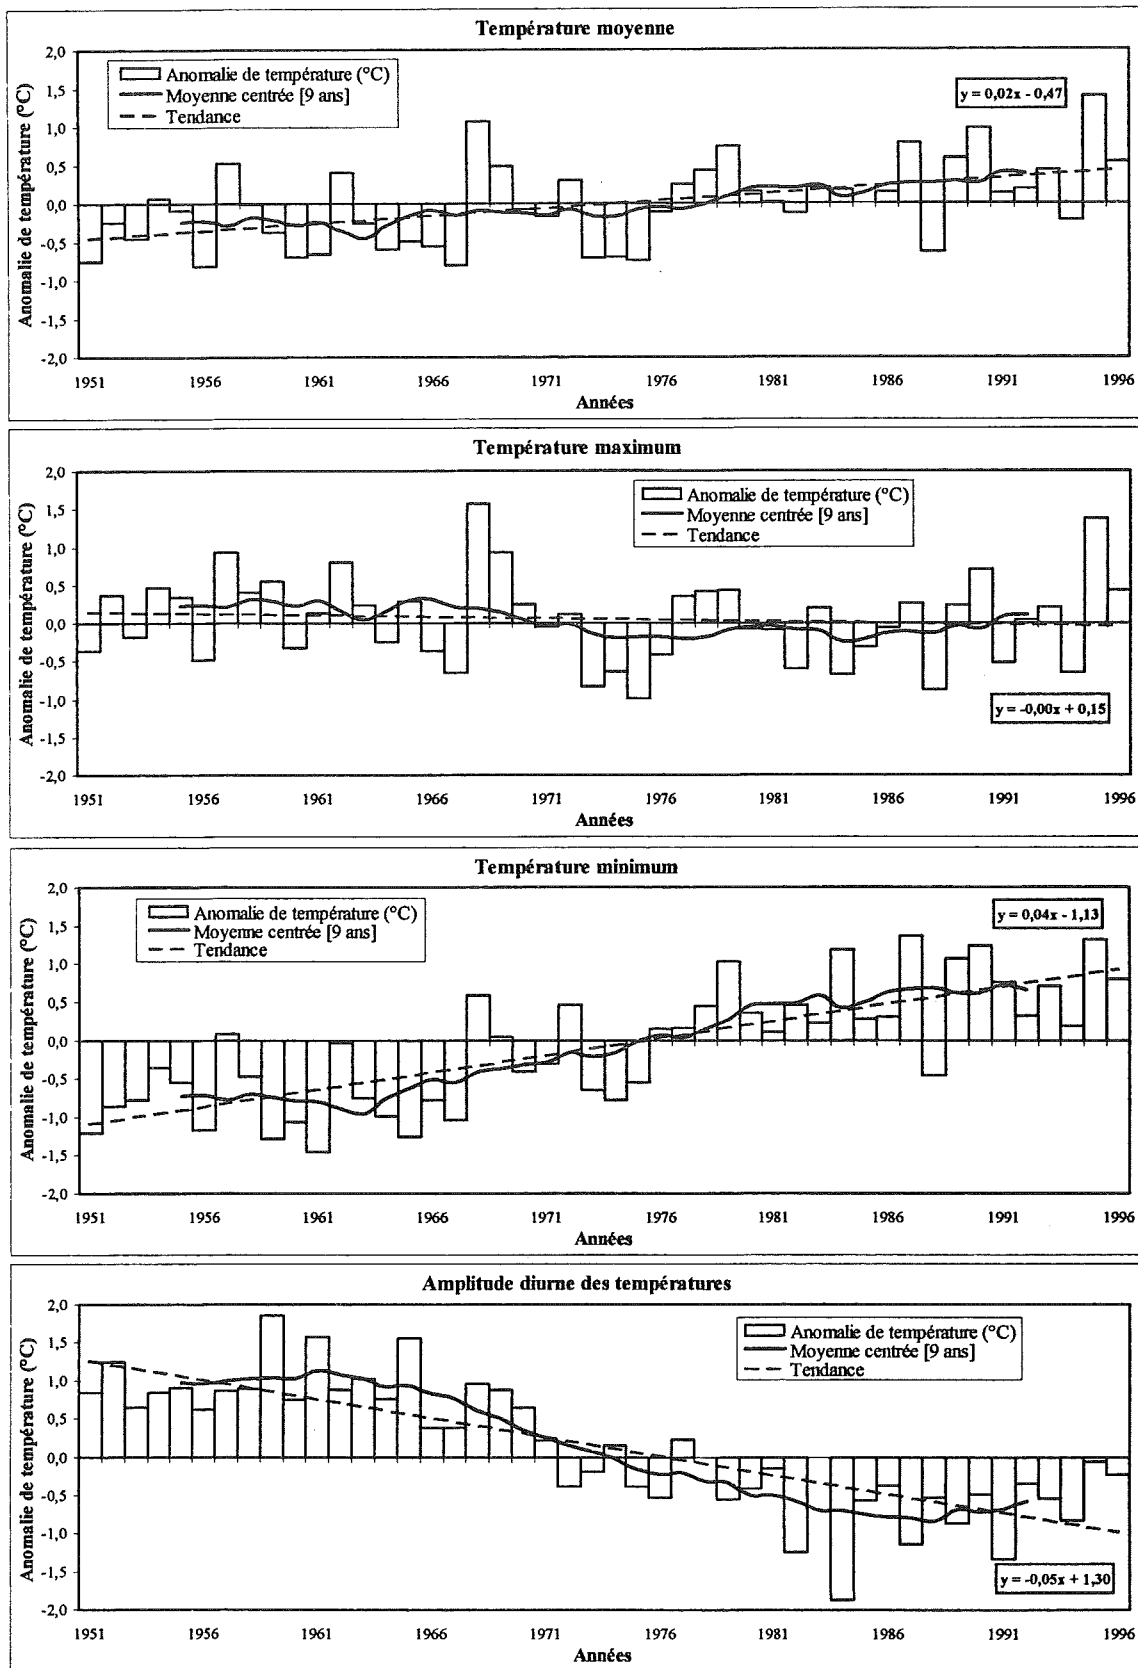 Température moyenne
Anomalie de température (°C)
2,0
1,5
1,0
0,5
0,0
-0,5
-1,0
-1,5
-2,0
Anomalie de température (°C)
Moyenne centrée [9 ans]
Tendance
y = 0,02x - 0,47
1951 1956 1961 1966 1971 1976 1981 1986 1991 1996
Années
Température maximum
Anomalie de température (°C)
2,0
1,5
1,0
0,5
0,0
-0,5
-1,0
-1,5
-2,0
Anomalie de température (°C)
Moyenne centrée [9 ans]
Tendance
y = -0,00x + 0,15
1951 1956 1961 1966 1971 1976 1981 1986 1991 1996
Années
Température minimum
Anomalie de température (°C)
2,0
1,5
1,0
0,5
0,0
-0,5
-1,0
-1,5
-2,0
Anomalie de température (°C)
Moyenne centrée [9 ans]
Tendance
y = 0,04x - 1,13
1951 1956 1961 1966 1971 1976 1981 1986 1991 1996
Années
Amplitude diurne des températures
Anomalie de température (°C)
2,0
1,5
1,0
0,5
0,0
-0,5
-1,0
-1,5
-2,0
Anomalie de température (°C)
Moyenne centrée [9 ans]
Tendance
y = -0,05x + 1,30
1951 1956 1961 1966 1971 1976 1981 1986 1991 1996
Années